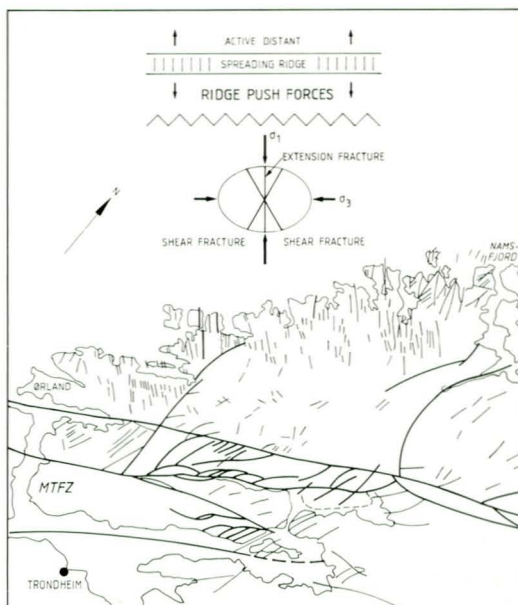 ACTIVE DISTANT
SPREADING RIDGE
RIDGE PUSH FORCES
σ1
EXTENSION FRACTURE
σ3
SHEAR FRACTURE
SHEAR FRACTURE
N
NAMS-
FJORD
ØRLAND
MTFZ
TRONDHEIM